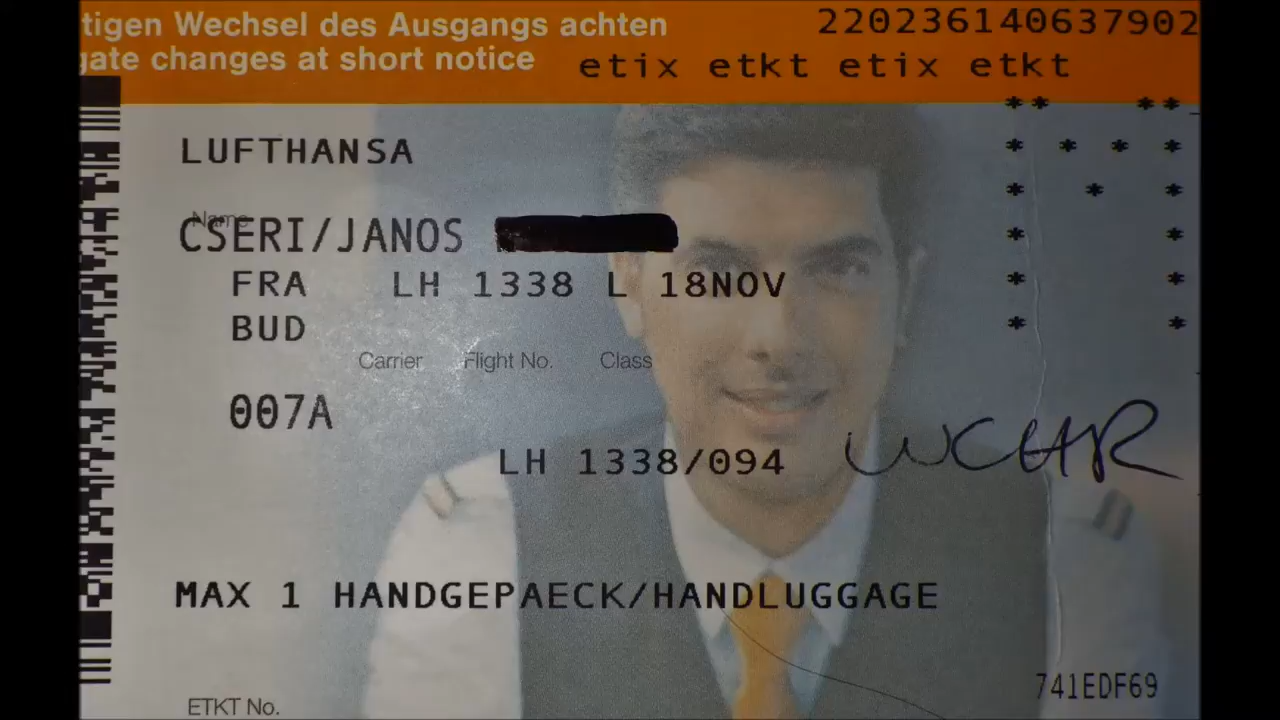 tigen Wechsel des Ausgangs achten
gate changes at short notice
220236140637902
etix etkt etix etkt
** **
LUFTHANSA * * * *
* * *
Name
CSERI/JANOS * *
FRA LH 1338 L 18NOV * *
BUD * *
Carrier Flight No. Class
007A
LH 1338/094 WCHR
MAX 1 HANDGEPAECK/HANDLUGGAGE
741EDF69
ETKT No.